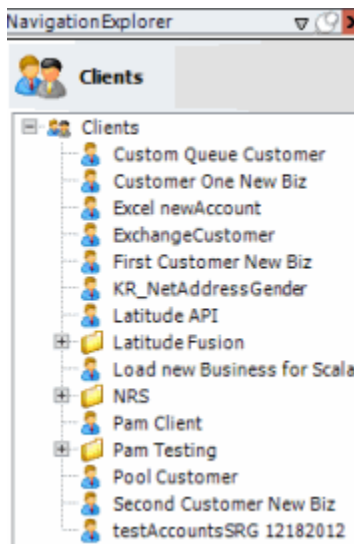 NavigationExplorer
Clients
Clients
Custom Queue Customer
Customer One New Biz
Excel newAccount
ExchangeCustomer
First Customer New Biz
KR_NetAddressGender
Latitude API
Latitude Fusion
Load new Business for Scala
NRS
Pam Client
Pam Testing
Pool Customer
Second Customer New Biz
testAccountsSRG 12182012